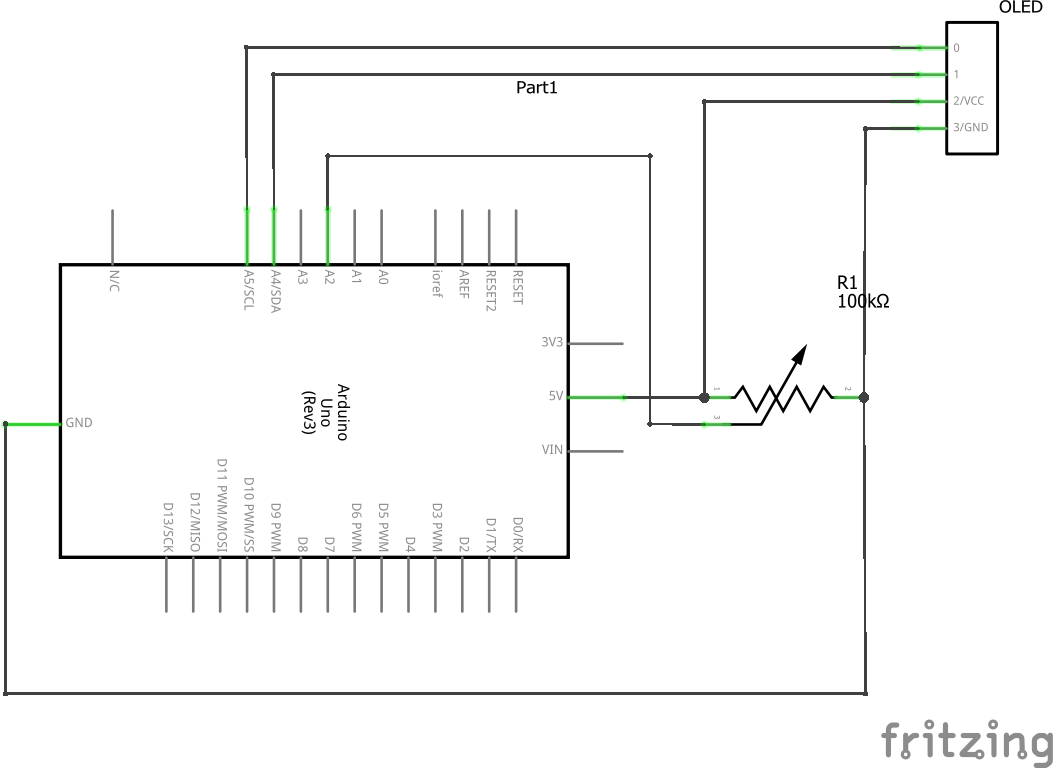 OLED
0
1
Part1
2/VCC
3/GND
N/C
A5/SCL
A4/SDA
A3
A2
A1
A0
ioref
AREF
RESET2
RESET
R1
100kΩ
3V3
1
2
5V
3
Arduino
Uno
(Rev3)
GND
VIN
D13/SCK
D12/MISO
D11 PWM/MOSI
D10 PWM/SS
D9 PWM
D8
D7
D6 PWM
D5 PWM
D4
D3 PWM
D2
D1/TX
D0/RX
fritzing